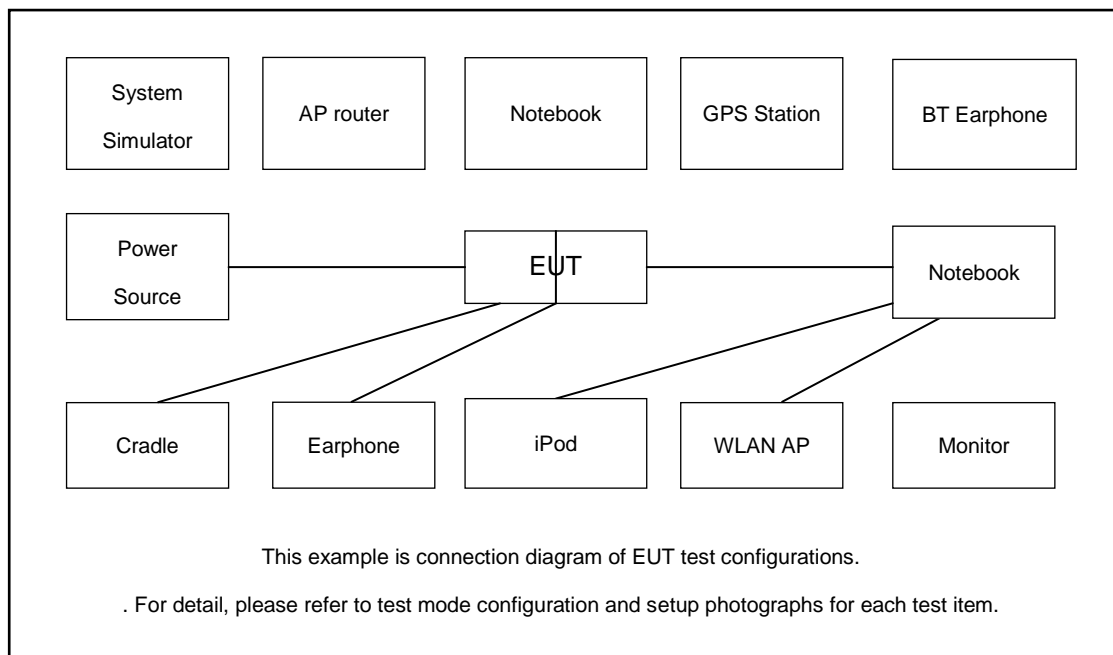 System
Simulator
AP router
Notebook
GPS Station
BT Earphone
Power
Source
EUT
Notebook
Cradle
Earphone
iPod
WLAN AP
Monitor
This example is connection diagram of EUT test configurations.
. For detail, please refer to test mode configuration and setup photographs for each test item.